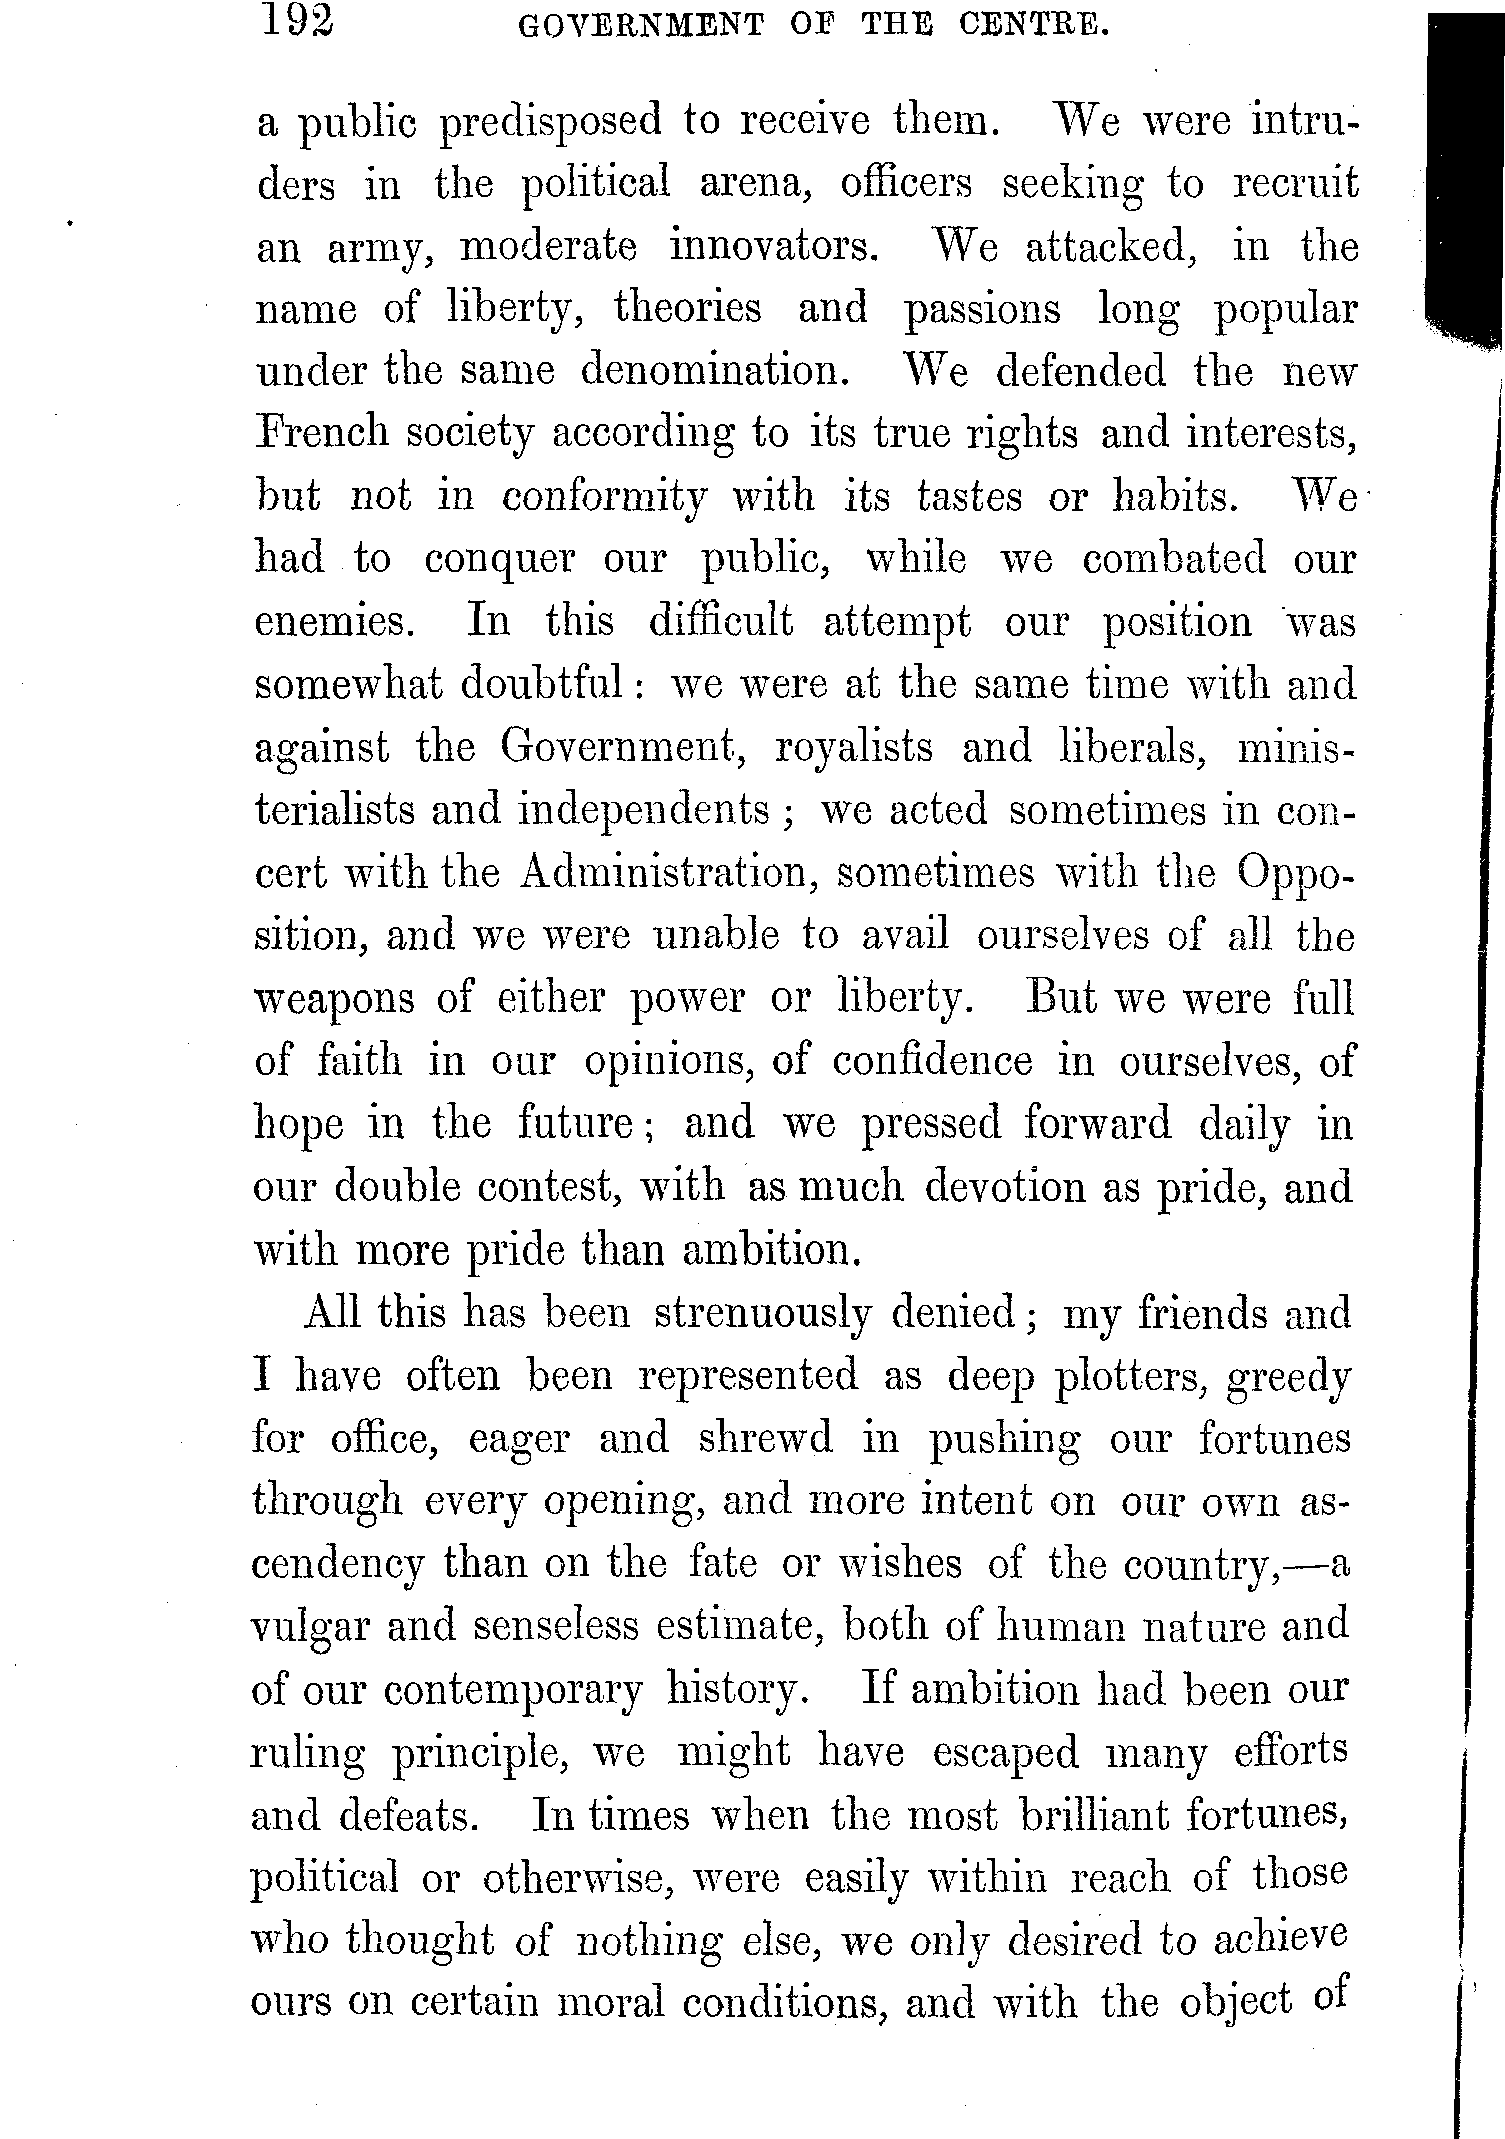 192 GOVERNMENT OF THE CENTRE.
a public predisposed to receive them. We were intru-
ders in the political arena, officers seeking to recruit
an army, moderate innovators. We attacked, in the
name of liberty, theories and passions long popular
under the same denomination. We defended the new
French society according to its true rights and interests,
but not in conformity with its tastes or habits. We
had to conquer our public, while we combated our
enemies. In this difficult attempt our position was
somewhat doubtful: we were at the same time with and
against the Government, royalists and liberals, minis-
terialists and independents; we acted sometimes in con-
cert with the Administration, sometimes with the Oppo-
sition, and we were unable to avail ourselves of all the
weapons of either power or liberty. But we were full
of faith in our opinions, of confidence in ourselves, of
hope in the future; and we pressed forward daily in
our double contest, with as much devotion as pride, and
with more pride than ambition.
All this has been strenuously denied; my friends and
I have often been represented as deep plotters, greedy
for office, eager and shrewd in pushing our fortunes
through every opening, and more intent on our own as-
cendency than on the fate or wishes of the country,—a
vulgar and senseless estimate, both of human nature and
of our contemporary history. If ambition had been our
ruling principle, we might have escaped many efforts
and defeats. In times when the most brilliant fortunes,
political or otherwise, were easily within reach of those
who thought of nothing else, we only desired to achieve
ours on certain moral conditions, and with the object of